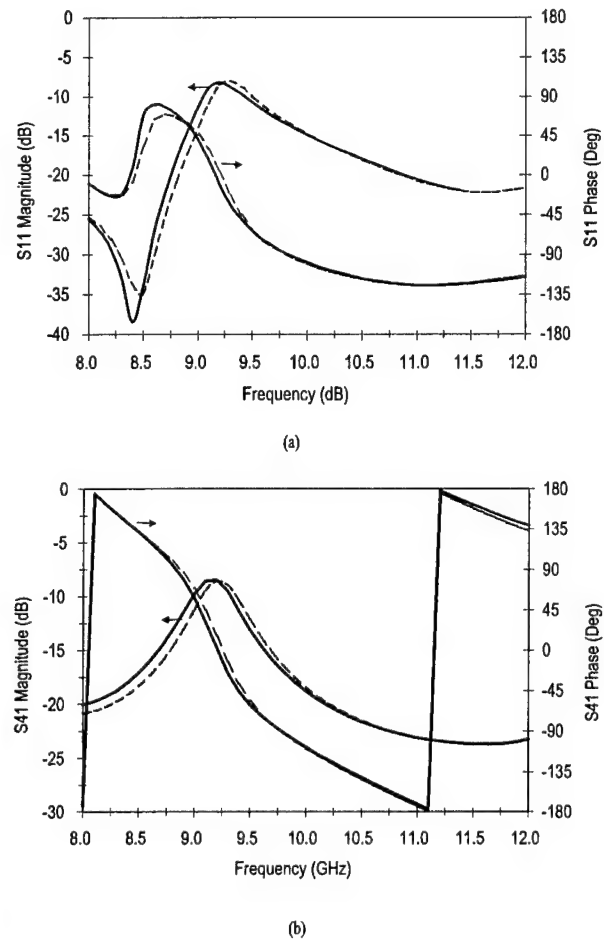 0 -5 -10 -15 -20 -25 -30 -35 -40
S11 Magnitude (dB)
180 135 90 45 0 -45 -90 -135 -180
S11 Phase (Deg)
8.0 8.5 9.0 9.5 10.0 10.5 11.0 11.5 12.0
Frequency (dB)
(a)
0 -5 -10 -15 -20 -25 -30
S41 Magnitude (dB)
180 135 90 45 0 -45 -90 -135 -180
S41 Phase (Deg)
8.0 8.5 9.0 9.5 10.0 10.5 11.0 11.5 12.0
Frequency (GHz)
(b)